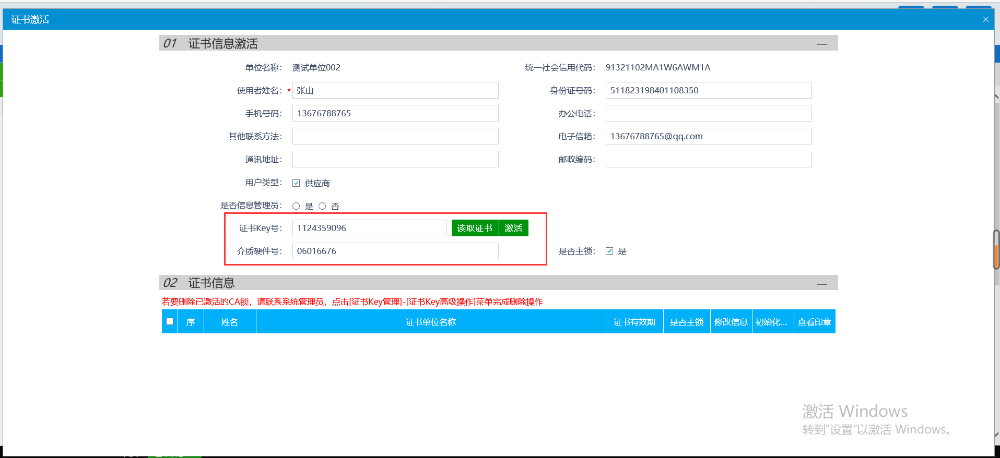 证书激活
01 证书信息激活
单位名称： 测试单位002 统一社会信用代码： 91321102MA1W6AWM1A
使用者姓名：* 张山 身份证号码： 511823198401108350
手机号码： 13676788765 办公电话：
其他联系方法： 电子信箱： 13676788765@qq.com
通讯地址： 邮政编码：
用户类型： 供应商
是否信息管理员： 是 否
证书Key号： 1124359096 读取证书 激活
介质硬件号： 06016676 是否主锁： 是
02 证书信息
若要删除已激活的CA锁，请联系系统管理员，点击[证书Key管理]-[证书Key高级操作]菜单完成删除操作
序 姓名 证书单位名称 证书有效期 是否主锁 修改信息 初始化... 查看印章
激活 Windows
转到“设置”以激活 Windows。